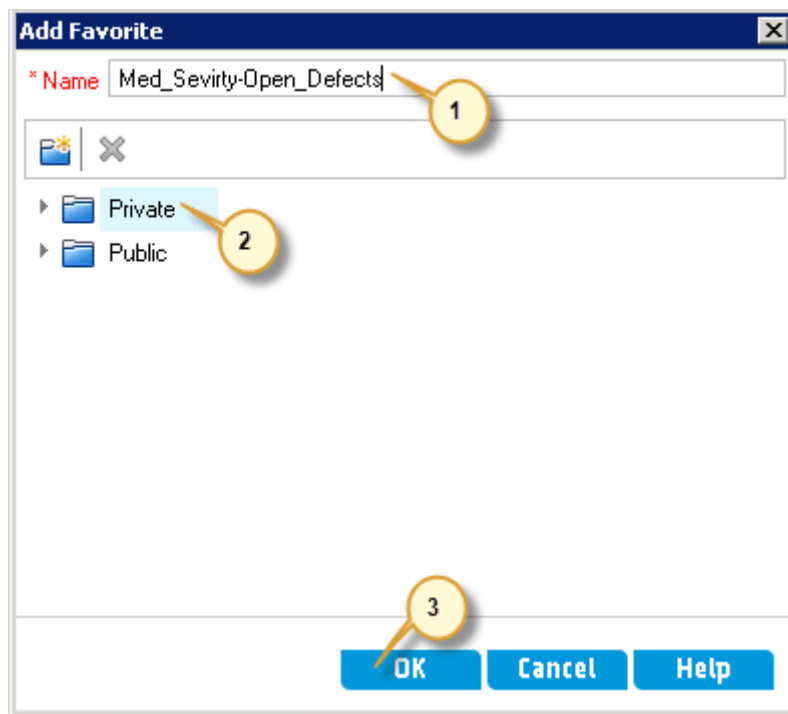 Add Favorite
* Name Med_Sevirty-Open_Defects
1
Private
2
Public
3
OK Cancel Help